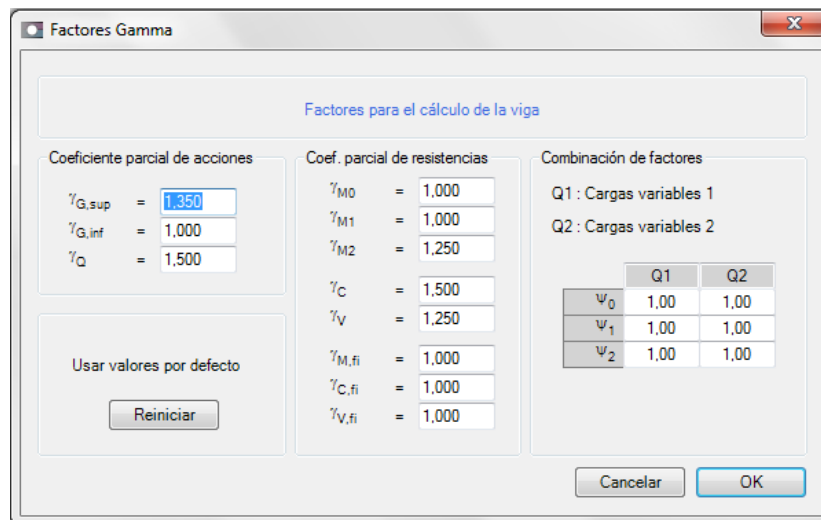 Factores Gamma
Factores para el cálculo de la viga
Coeficiente parcial de acciones
γG,sup = 1,350
γG,inf = 1,000
γQ = 1,500
Usar valores por defecto
Reiniciar
Coef. parcial de resistencias
γM0 = 1,000
γM1 = 1,000
γM2 = 1,250
γC = 1,500
γV = 1,250
γM,fi = 1,000
γC,fi = 1,000
γV,fi = 1,000
Combinación de factores
Q1 : Cargas variables 1
Q2 : Cargas variables 2
Q1 Q2
Ψ0 1,00 1,00
Ψ1 1,00 1,00
Ψ2 1,00 1,00
Cancelar OK